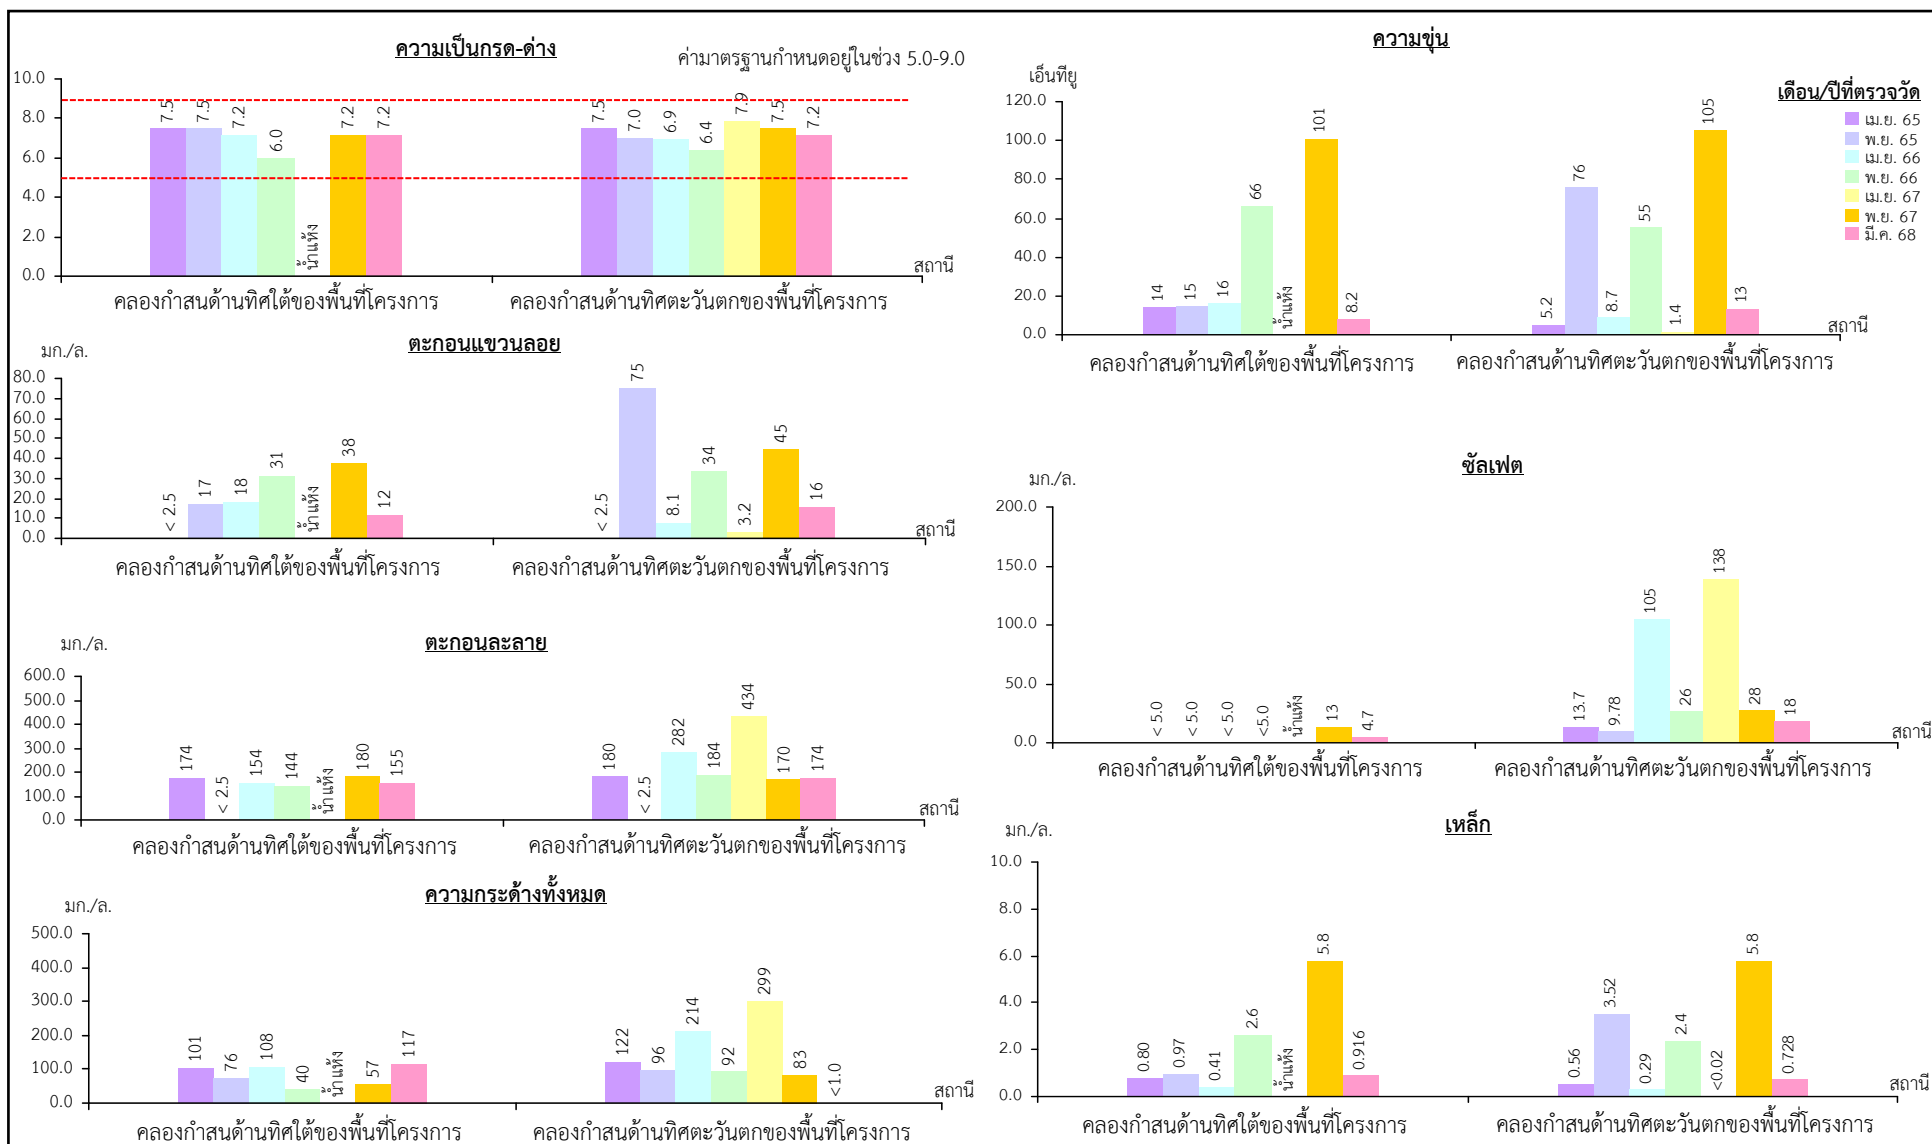 ความเป็นกรด-ด่าง
ค่ามาตรฐานกำหนดอยู่ในช่วง 5.0-9.0
10.0
8.0
6.0
4.0
2.0
0.0
7.5 7.5 7.2 6.0 น้ำแห้ง 7.2 7.2
7.5 7.0 6.9 6.4 7.9 7.5 7.2
สถานี
คลองกำสนด้านทิศใต้ของพื้นที่โครงการ คลองกำสนด้านทิศตะวันตกของพื้นที่โครงการ
ตะกอนแขวนลอย
มก./ล.
80.0
70.0
60.0
50.0
40.0
30.0
20.0
10.0
0.0
< 2.5 17 18 31 น้ำแห้ง 38 12
< 2.5 75 8.1 34 3.2 45 16
สถานี
คลองกำสนด้านทิศใต้ของพื้นที่โครงการ คลองกำสนด้านทิศตะวันตกของพื้นที่โครงการ
ตะกอนละลาย
มก./ล.
600.0
500.0
400.0
300.0
200.0
100.0
0.0
174 < 2.5 154 144 น้ำแห้ง 180 155
180 < 2.5 282 184 434 170 174
สถานี
คลองกำสนด้านทิศใต้ของพื้นที่โครงการ คลองกำสนด้านทิศตะวันตกของพื้นที่โครงการ
ความกระด้างทั้งหมด
มก./ล.
500.0
400.0
300.0
200.0
100.0
0.0
101 76 108 40 น้ำแห้ง 57 117
122 96 214 92 299 83 <1.0
สถานี
คลองกำสนด้านทิศใต้ของพื้นที่โครงการ คลองกำสนด้านทิศตะวันตกของพื้นที่โครงการ
ความขุ่น
เอ็นทียู
120.0
100.0
80.0
60.0
40.0
20.0
0.0
14 15 16 66 น้ำแห้ง 101 8.2
5.2 76 8.7 55 1.4 105 13
สถานี
คลองกำสนด้านทิศใต้ของพื้นที่โครงการ คลองกำสนด้านทิศตะวันตกของพื้นที่โครงการ
เดือน/ปีที่ตรวจวัด
เม.ย. 65
พ.ย. 65
เม.ย. 66
พ.ย. 66
เม.ย. 67
พ.ย. 67
มี.ค. 68
ซัลเฟต
มก./ล.
200.0
150.0
100.0
50.0
0.0
< 5.0 < 5.0 < 5.0 <5.0 น้ำแห้ง 13 4.7
13.7 9.78 105 26 138 28 18
สถานี
คลองกำสนด้านทิศใต้ของพื้นที่โครงการ คลองกำสนด้านทิศตะวันตกของพื้นที่โครงการ
เหล็ก
มก./ล.
10.0
8.0
6.0
4.0
2.0
0.0
0.80 0.97 0.41 2.6 น้ำแห้ง 5.8 0.916
0.56 3.52 0.29 2.4 <0.02 5.8 0.728
สถานี
คลองกำสนด้านทิศใต้ของพื้นที่โครงการ คลองกำสนด้านทิศตะวันตกของพื้นที่โครงการ